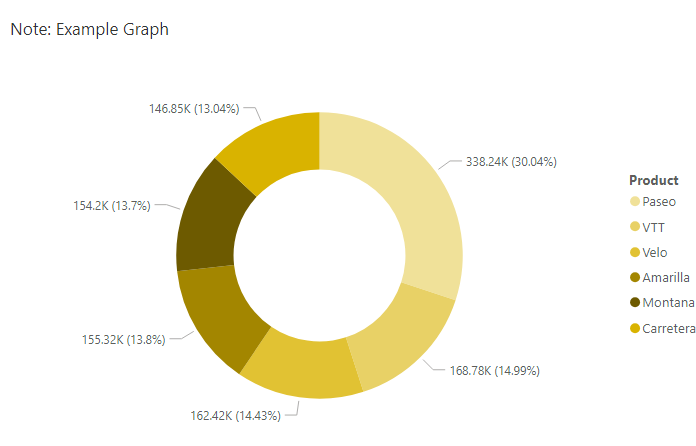 Note: Example Graph
146.85K (13.04%)
338.24K (30.04%)
154.2K (13.7%)
155.32K (13.8%)
168.78K (14.99%)
162.42K (14.43%)
Product
Paseo
VTT
Velo
Amarilla
Montana
Carretera